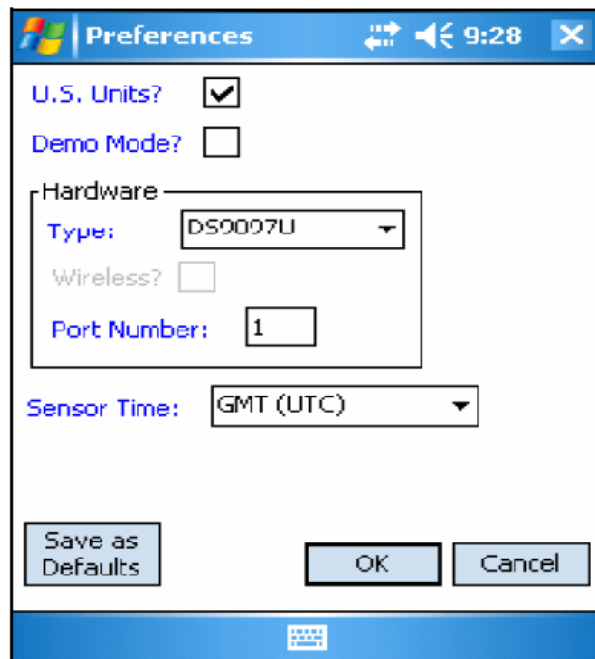 Preferences 9:28
U.S. Units?
Demo Mode?
Hardware
Type: DS9097U
Wireless?
Port Number: 1
Sensor Time: GMT (UTC)
Save as
Defaults
OK Cancel